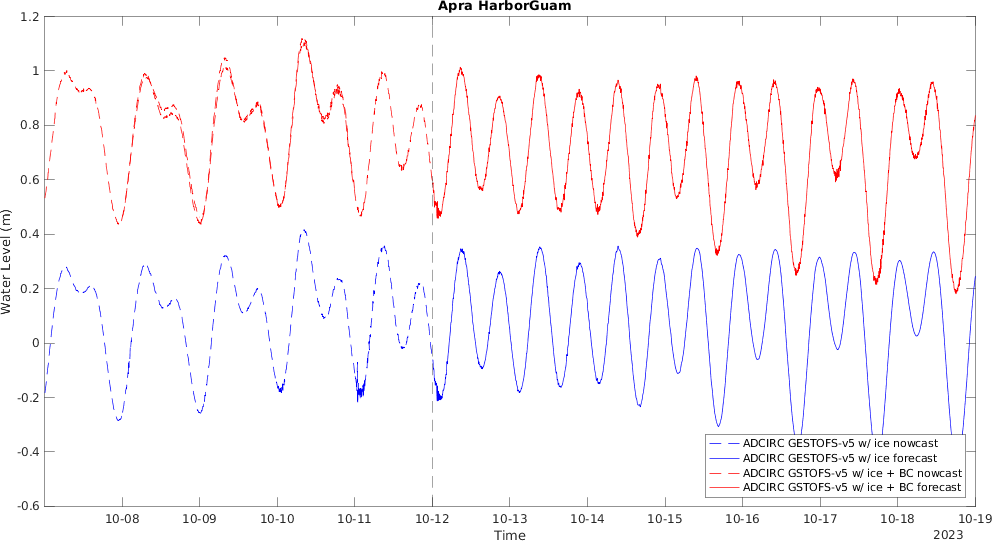 Apra HarborGuam
Water Level (m)
1.2
1
0.8
0.6
0.4
0.2
0
-0.2
-0.4
-0.6
ADCIRC GESTOFS-v5 w/ ice nowcast
ADCIRC GESTOFS-v5 w/ ice forecast
ADCIRC GSTOFS-v5 w/ ice + BC nowcast
ADCIRC GSTOFS-v5 w/ ice + BC forecast
10-08 10-09 10-10 10-11 10-12 10-13 10-14 10-15 10-16 10-17 10-18 10-19
Time
2023